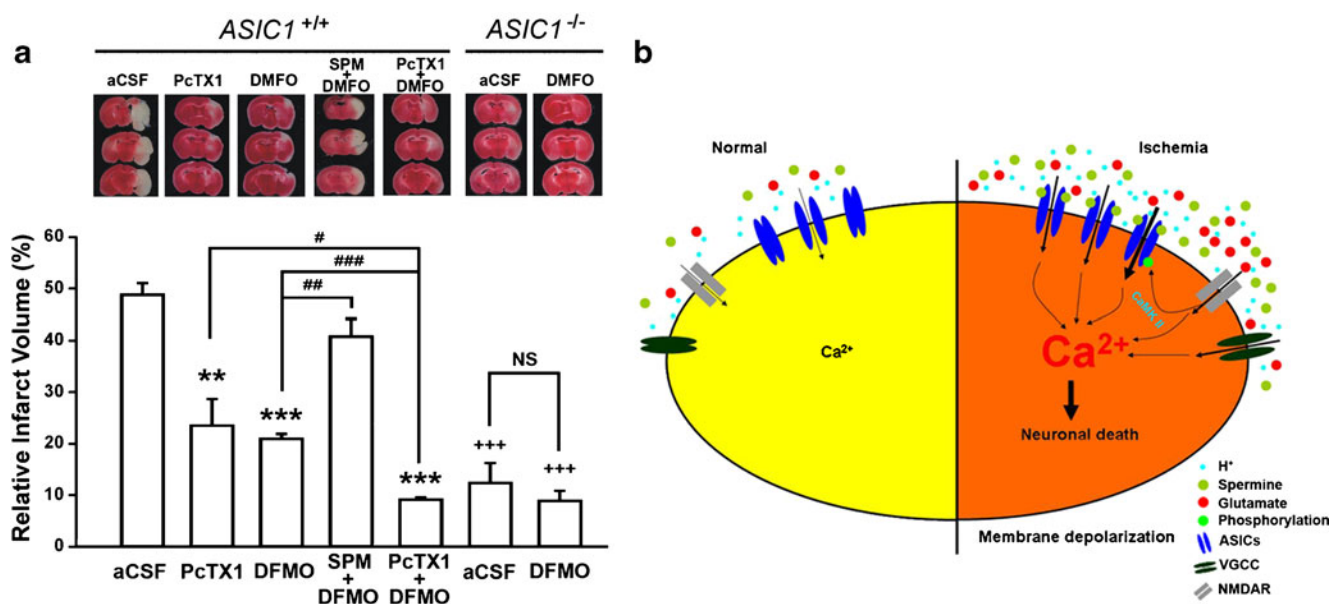 a
ASIC1 +/+
ASIC1 -/-
aCSF PcTX1 DMFO SPM + DMFO PcTX1 + DMFO aCSF DMFO
Relative Infarct Volume (%)
60
50
40
30
20
10
0
#
###
##
**
***
***
NS
+++
+++
aCSF PcTX1 DFMO SPM + DFMO PcTX1 + DFMO aCSF DFMO
b
Normal
Ischemia
Ca2+
CaMK II
Ca2+
Neuronal death
Membrane depolarization
H+
Spermine
Glutamate
Phosphorylation
ASICs
VGCC
NMDAR